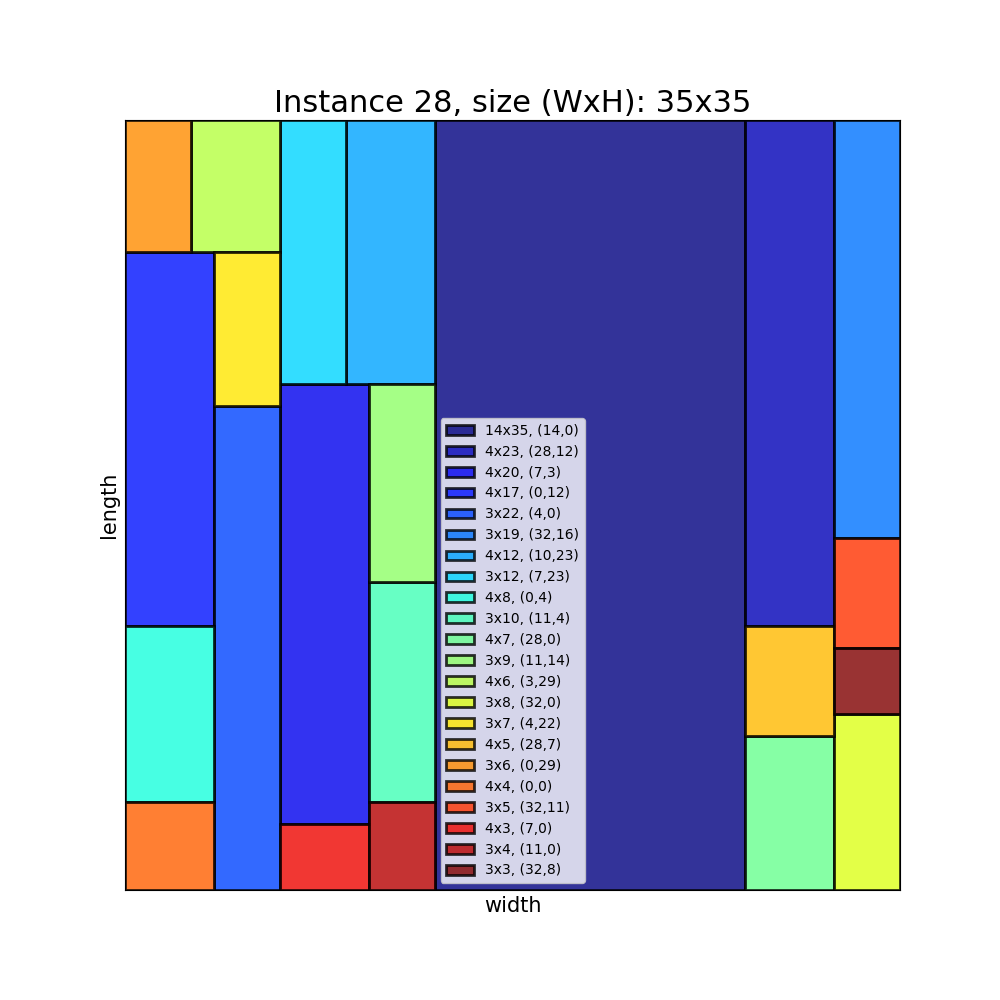 Instance 28, size (WxH): 35x35
length
14x35, (14,0)
4x23, (28,12)
4x20, (7,3)
4x17, (0,12)
3x22, (4,0)
3x19, (32,16)
4x12, (10,23)
3x12, (7,23)
4x8, (0,4)
3x10, (11,4)
4x7, (28,0)
3x9, (11,14)
4x6, (3,29)
3x8, (32,0)
3x7, (4,22)
4x5, (28,7)
3x6, (0,29)
4x4, (0,0)
3x5, (32,11)
4x3, (7,0)
3x4, (11,0)
3x3, (32,8)
width